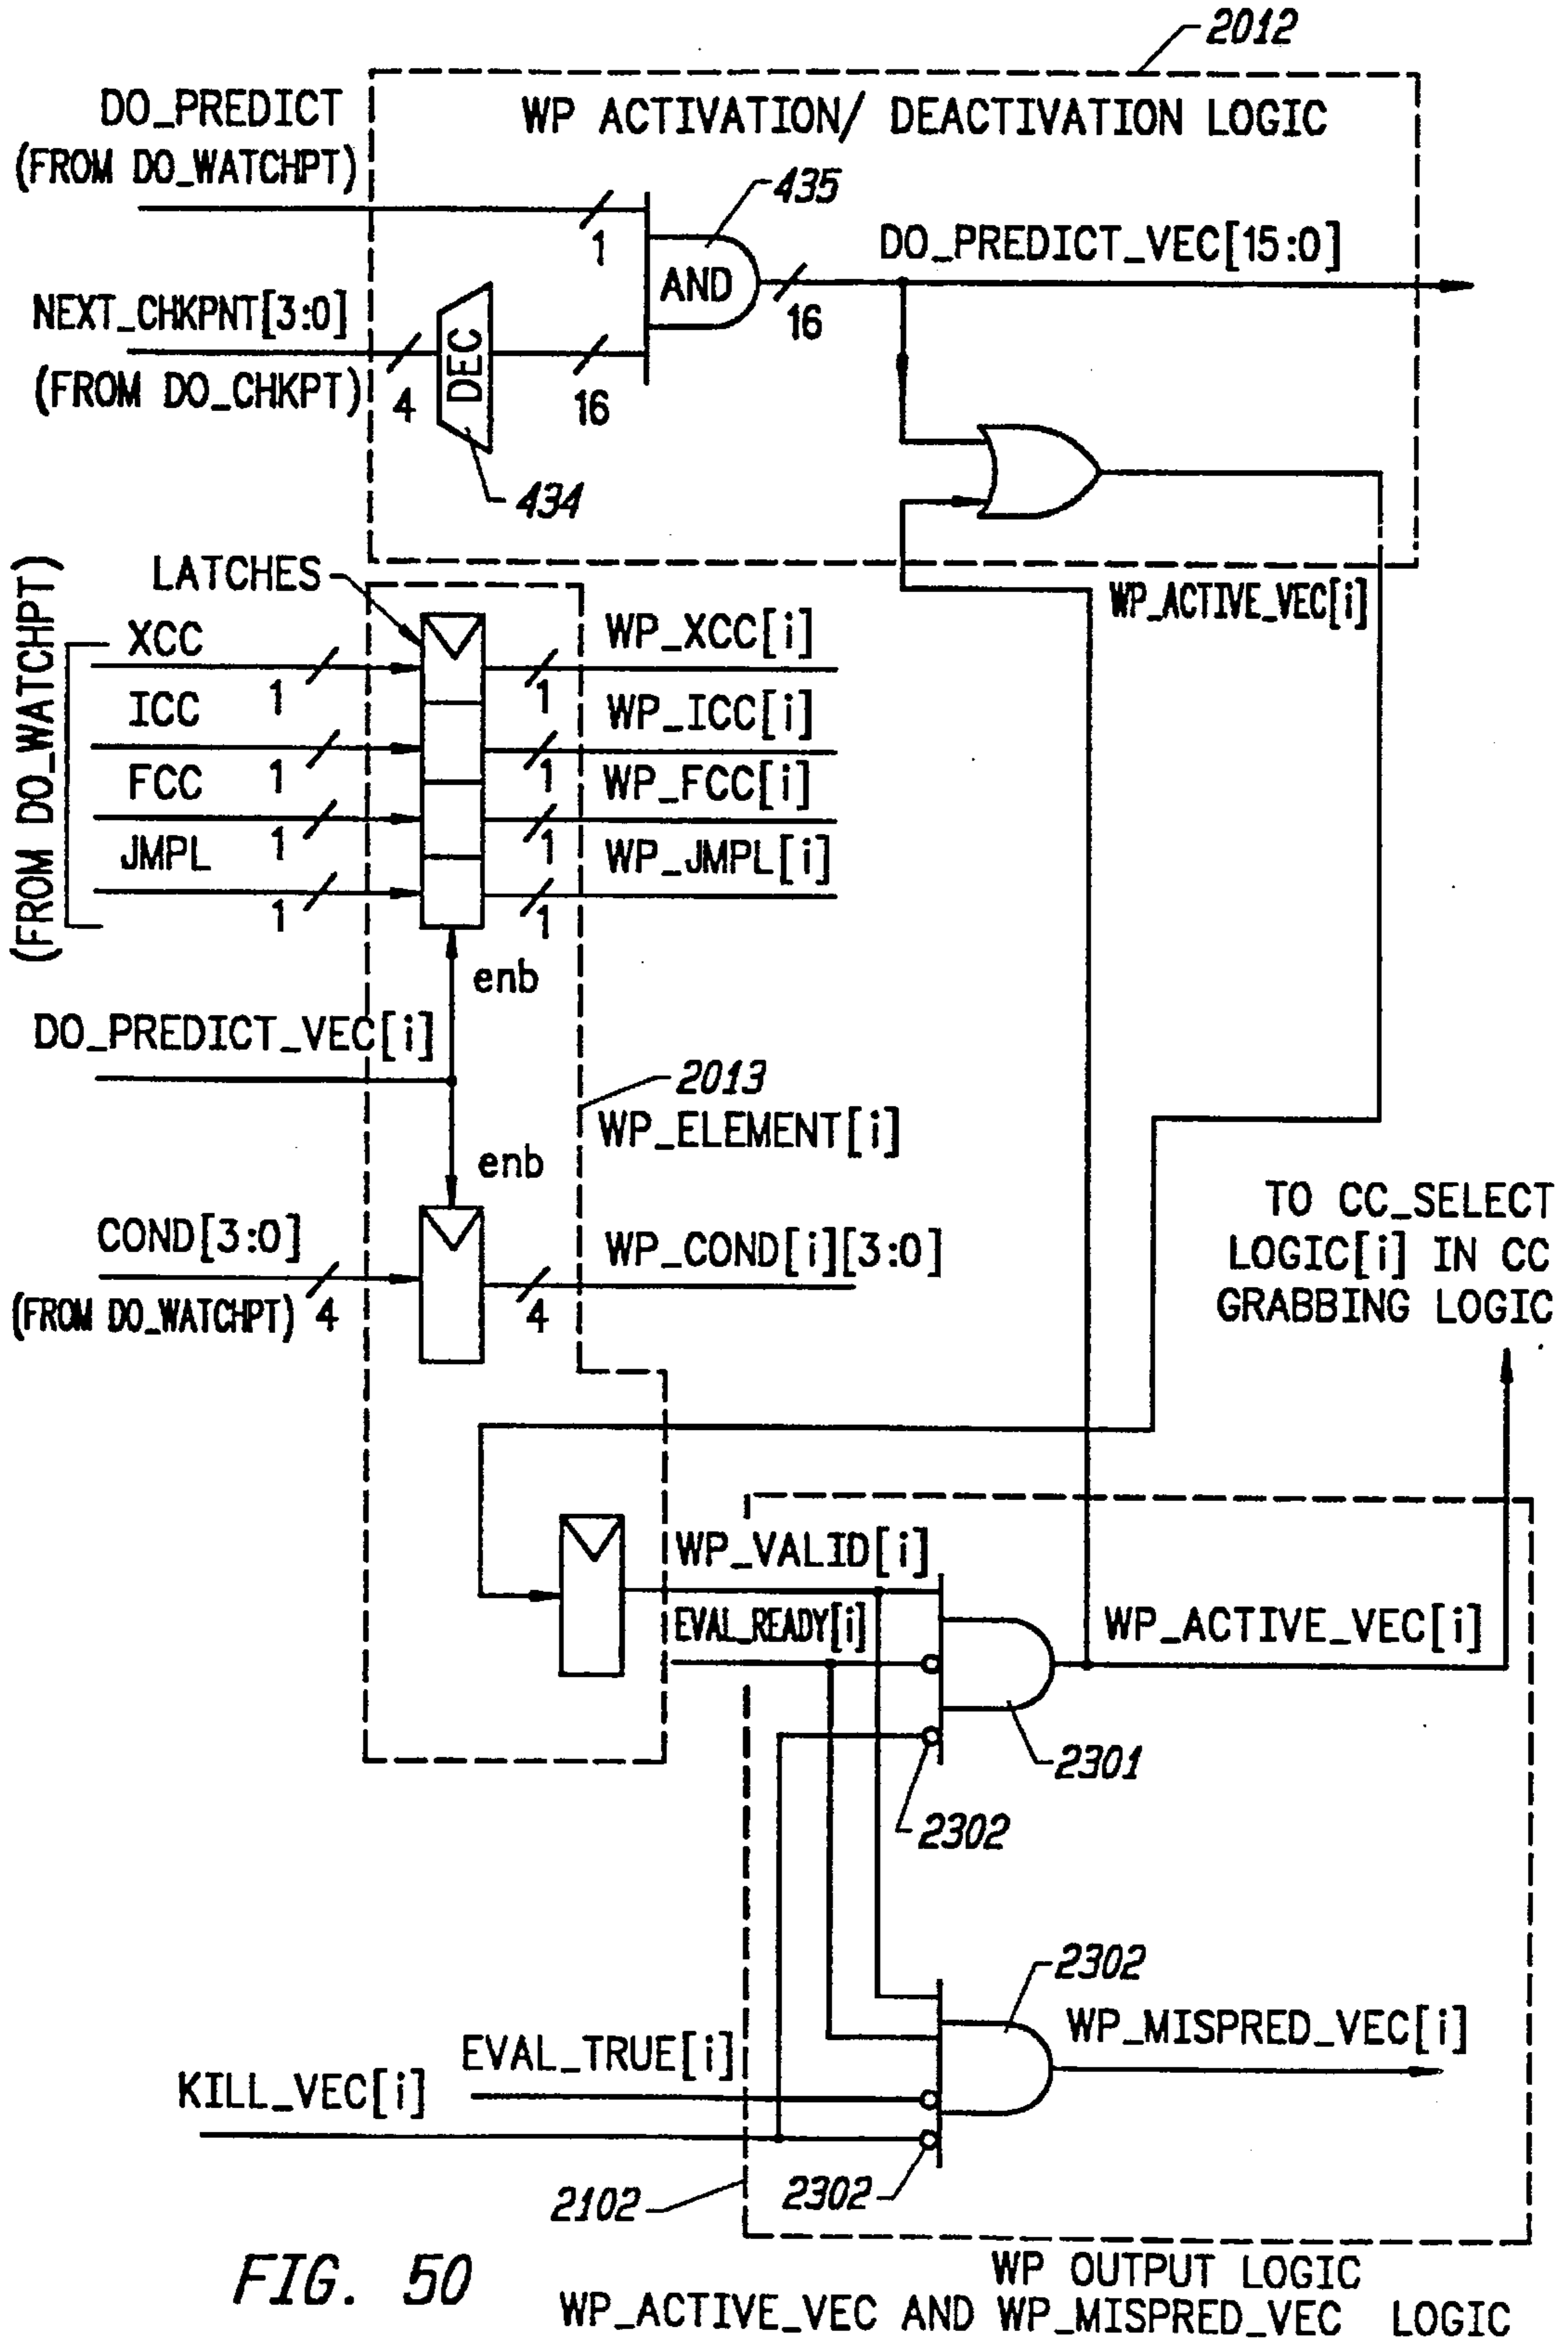 2012
DO_PREDICT
(FROM DO_WATCHPT)
WP ACTIVATION/ DEACTIVATION LOGIC
435
1
AND
16
DO_PREDICT_VEC[15:0]
NEXT_CHKPNT[3:0]
(FROM DO_CHKPT)
4
DEC
16
434
LATCHES
WP_ACTIVE_VEC[i]
(FROM DO_WATCHPT)
XCC
1
1
WP_XCC[i]
ICC
1
1
WP_ICC[i]
FCC
1
1
WP_FCC[i]
JMPL
1
1
WP_JMPL[i]
enb
DO_PREDICT_VEC[i]
2013
WP_ELEMENT[i]
enb
COND[3:0]
(FROM DO_WATCHPT)
4
4
WP_COND[i][3:0]
TO CC_SELECT
LOGIC[i] IN CC
GRABBING LOGIC
WP_VALID[i]
EVAL_READY[i]
WP_ACTIVE_VEC[i]
2301
2302
2302
WP_MISPRED_VEC[i]
EVAL_TRUE[i]
KILL_VEC[i]
2302
2102
FIG. 50
WP OUTPUT LOGIC
WP_ACTIVE_VEC AND WP_MISPRED_VEC LOGIC